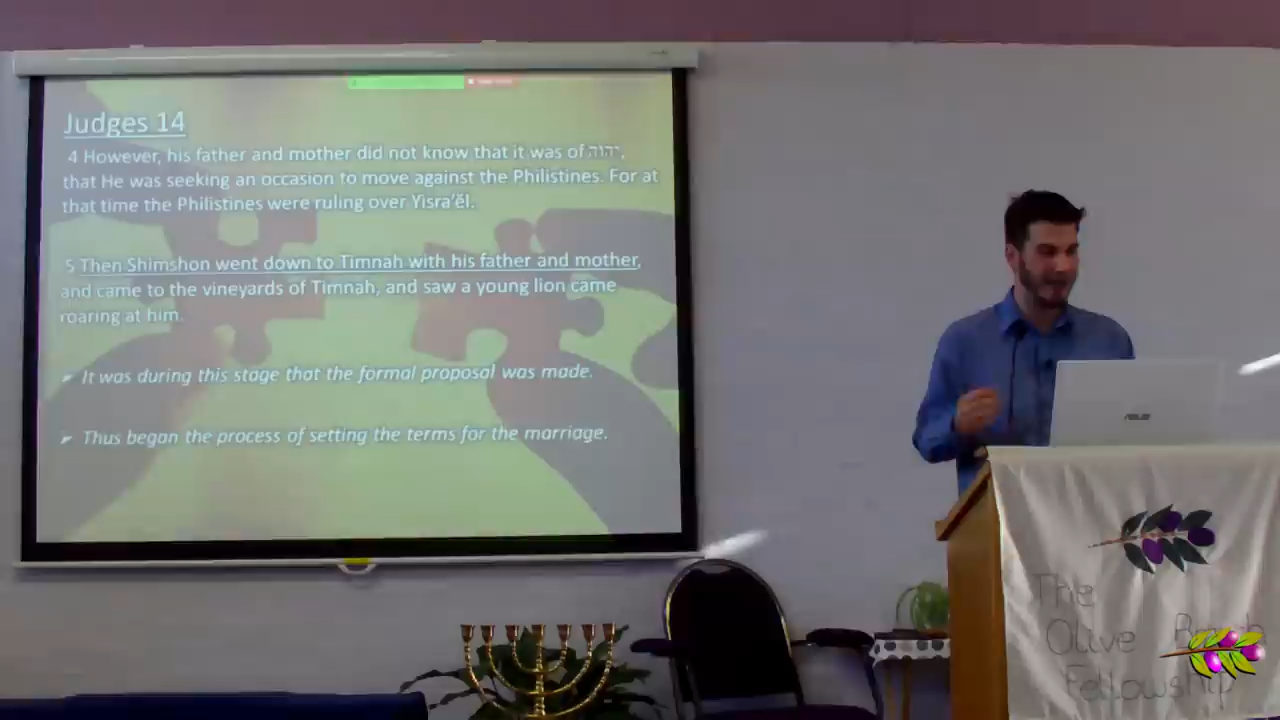 Judges 14
4 However, his father and mother did not know that it was of יהוה,
that He was seeking an occasion to move against the Philistines. For at
that time the Philistines were ruling over Yisra'ĕl.
5 Then Shimshon went down to Timnah with his father and mother,
and came to the vineyards of Timnah, and saw a young lion came
roaring at him.
➢ It was during this stage that the formal proposal was made.
➢ Thus began the process of setting the terms for the marriage.
ASUS
The
Olive Branch
Fellowship